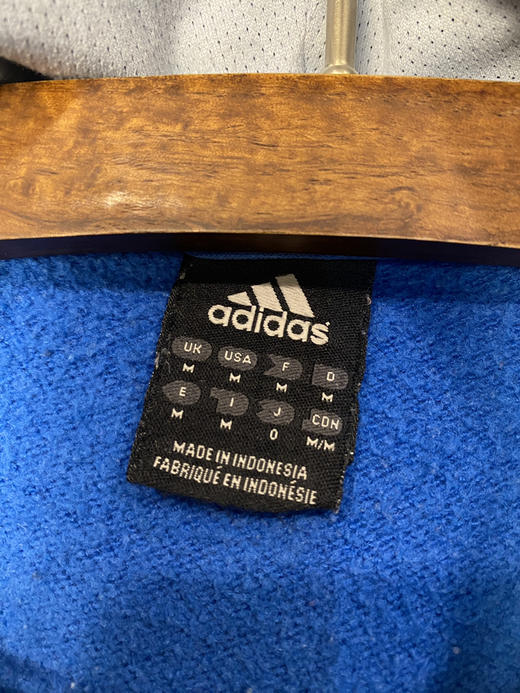 adidas
UK USA F D
M M M M
E I J CDN
M M O M/M
MADE IN INDONESIA
FABRIQUÉ EN INDONÉSIE